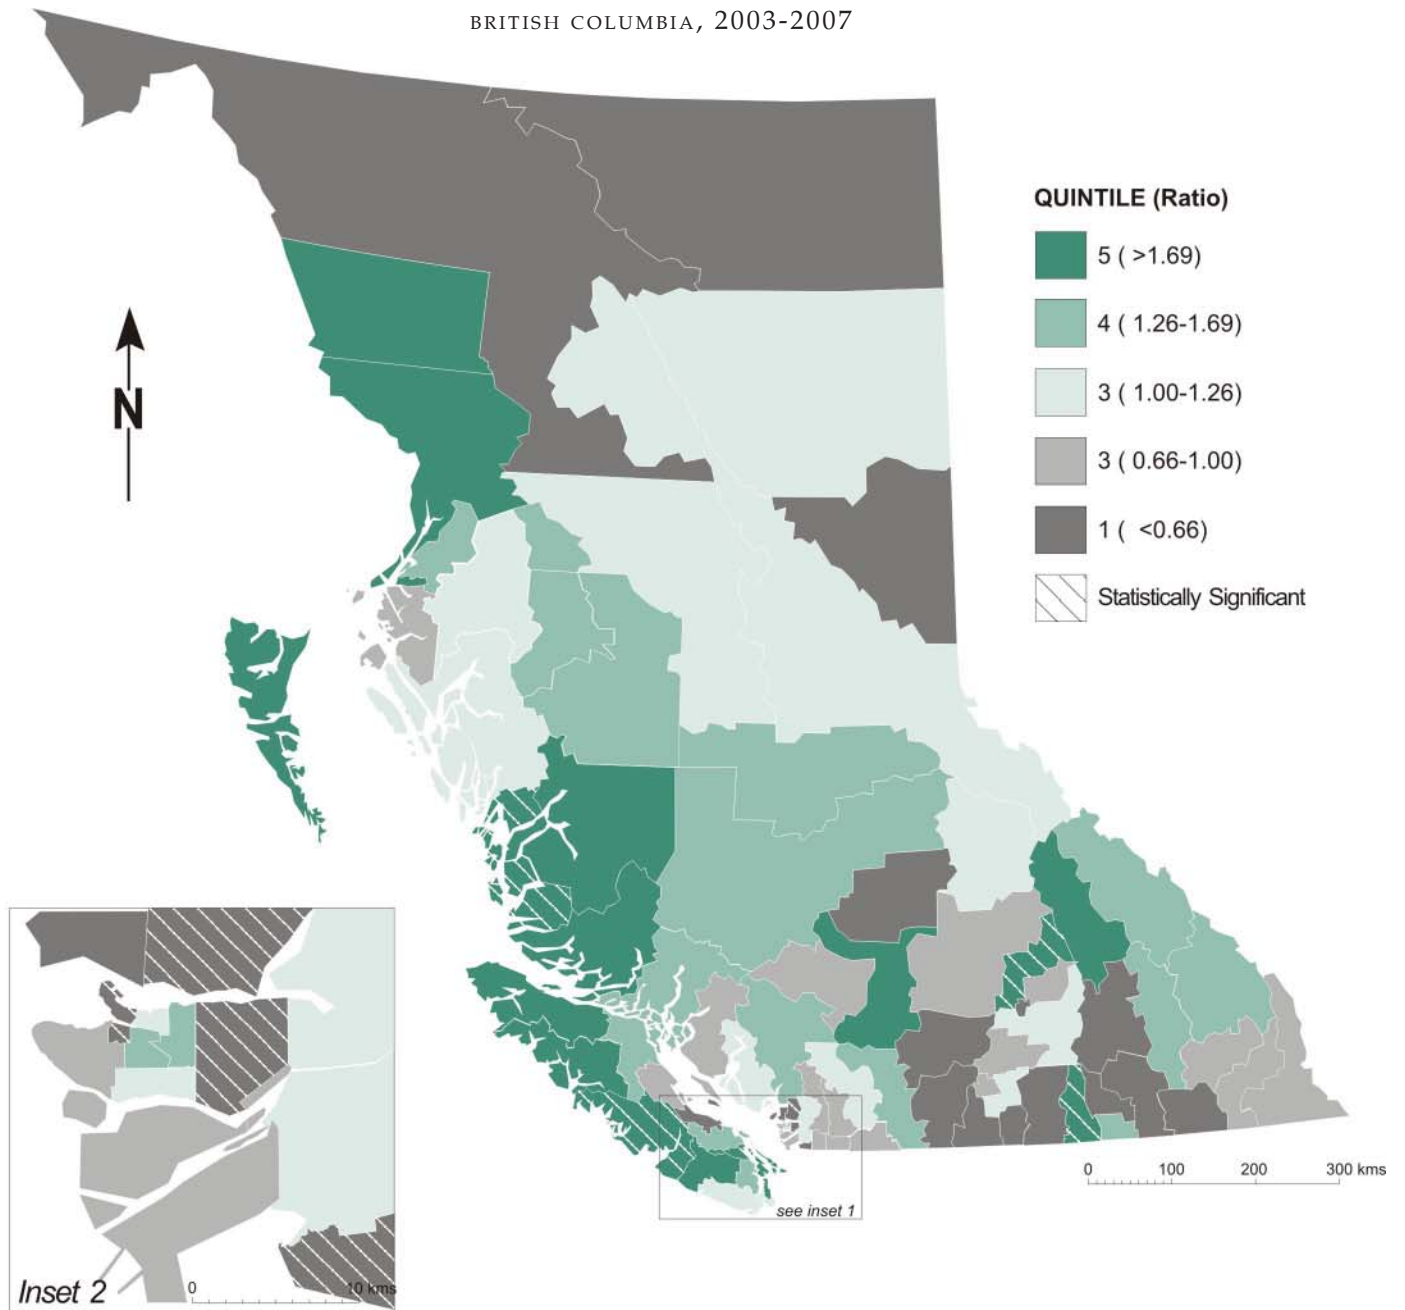 BRITISH COLUMBIA, 2003-2007
QUINTILE (Ratio)
5 ( >1.69)
4 ( 1.26-1.69)
3 ( 1.00-1.26)
3 ( 0.66-1.00)
1 ( <0.66)
Statistically Significant
N
0 100 200 300 kms
see inset 1
Inset 2
0 10 kms